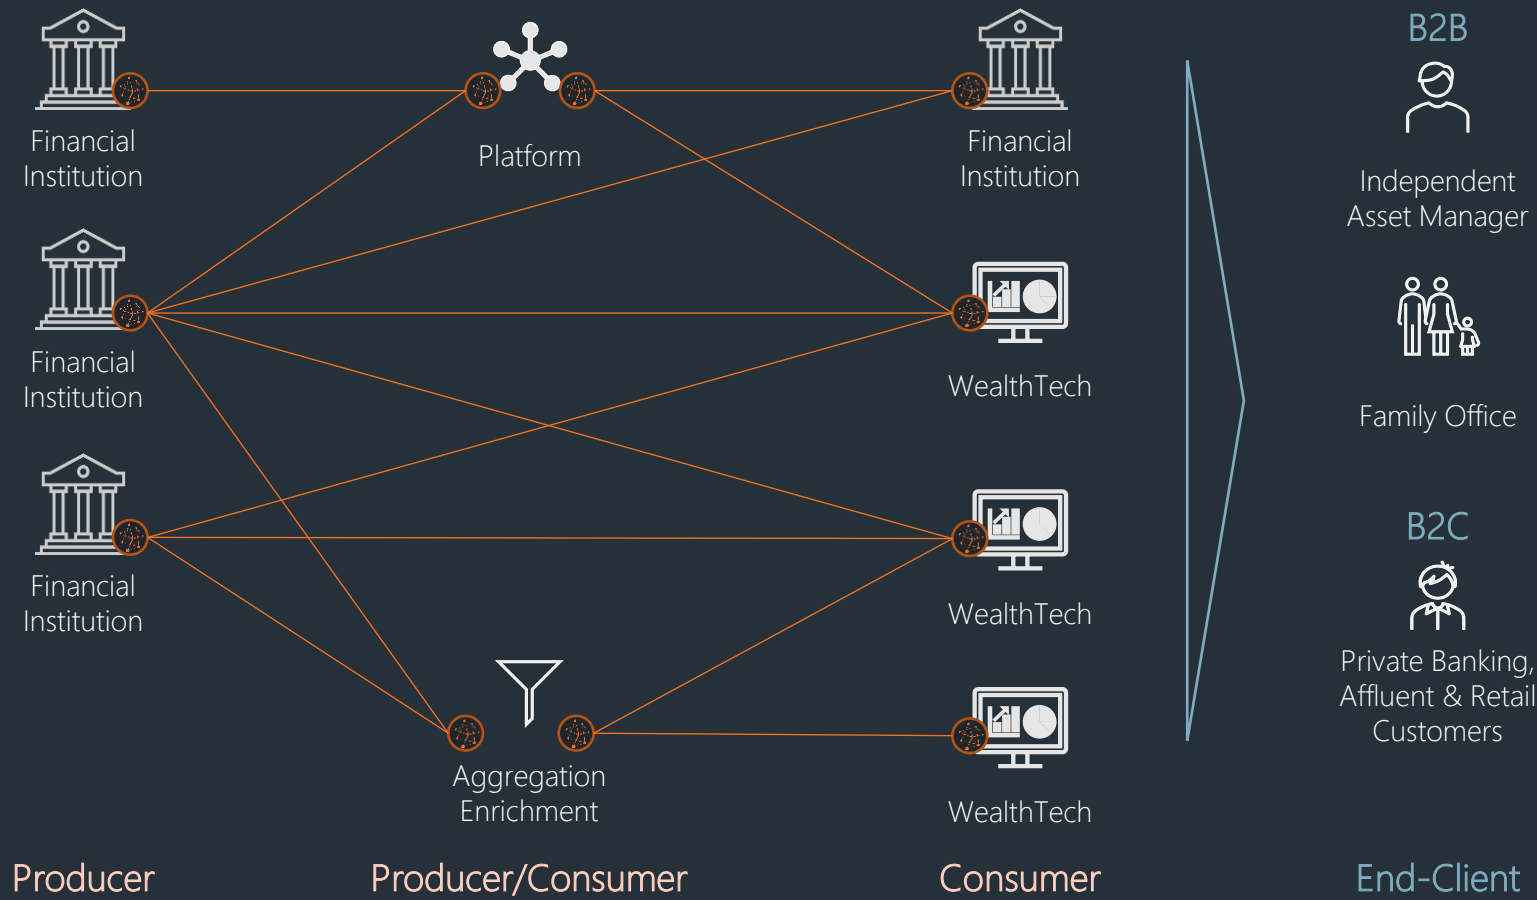 Financial
Institution
Financial
Institution
Financial
Institution
Producer
Platform
Aggregation
Enrichment
Producer/Consumer
Financial
Institution
WealthTech
WealthTech
WealthTech
Consumer
B2B
Independent
Asset Manager
Family Office
B2C
Private Banking,
Affluent & Retail
Customers
End-Client